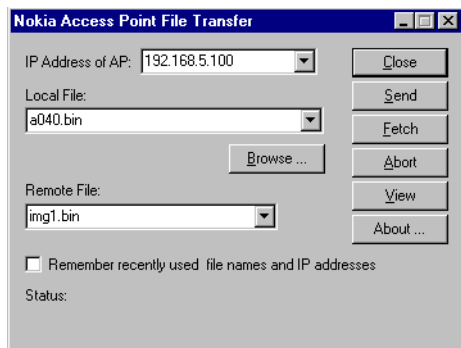 Nokia Access Point File Transfer
IP Address of AP: 192.168.5.100
Close
Local File:
Send
a040.bin
Fetch
Browse ...
Abort
Remote File:
View
img1.bin
About ...
Remember recently used file names and IP addresses
Status: